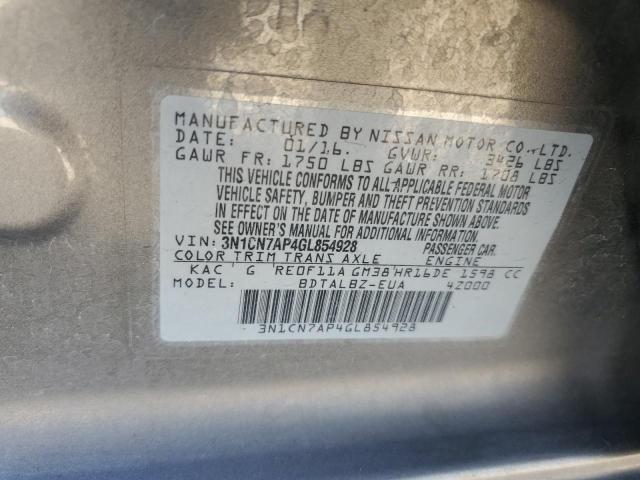 MANUFACTURED BY NISSAN MOTOR CO.,LTD.
DATE: 01/16. GVWR: 3426 LBS
GAWR FR: 1750 LBS GAWR RR: 1708 LBS
THIS VEHICLE CONFORMS TO ALL APPLICABLE FEDERAL MOTOR
VEHICLE SAFETY, BUMPER AND THEFT PREVENTION STANDARDS
IN EFFECT ON THE DATE OF MANUFACTURE SHOWN ABOVE.
SEE OWNER'S MANUAL FOR ADDITIONAL INFORMATION.
VIN: 3N1CN7AP4GL854928 PASSENGER CAR
COLOR TRIM TRANS AXLE ENGINE
KAC G RE0F11A GM38 HR16DE 1598 CC
MODEL: BDTALBZ-EUA 4Z000
3N1CN7AP4GL854928